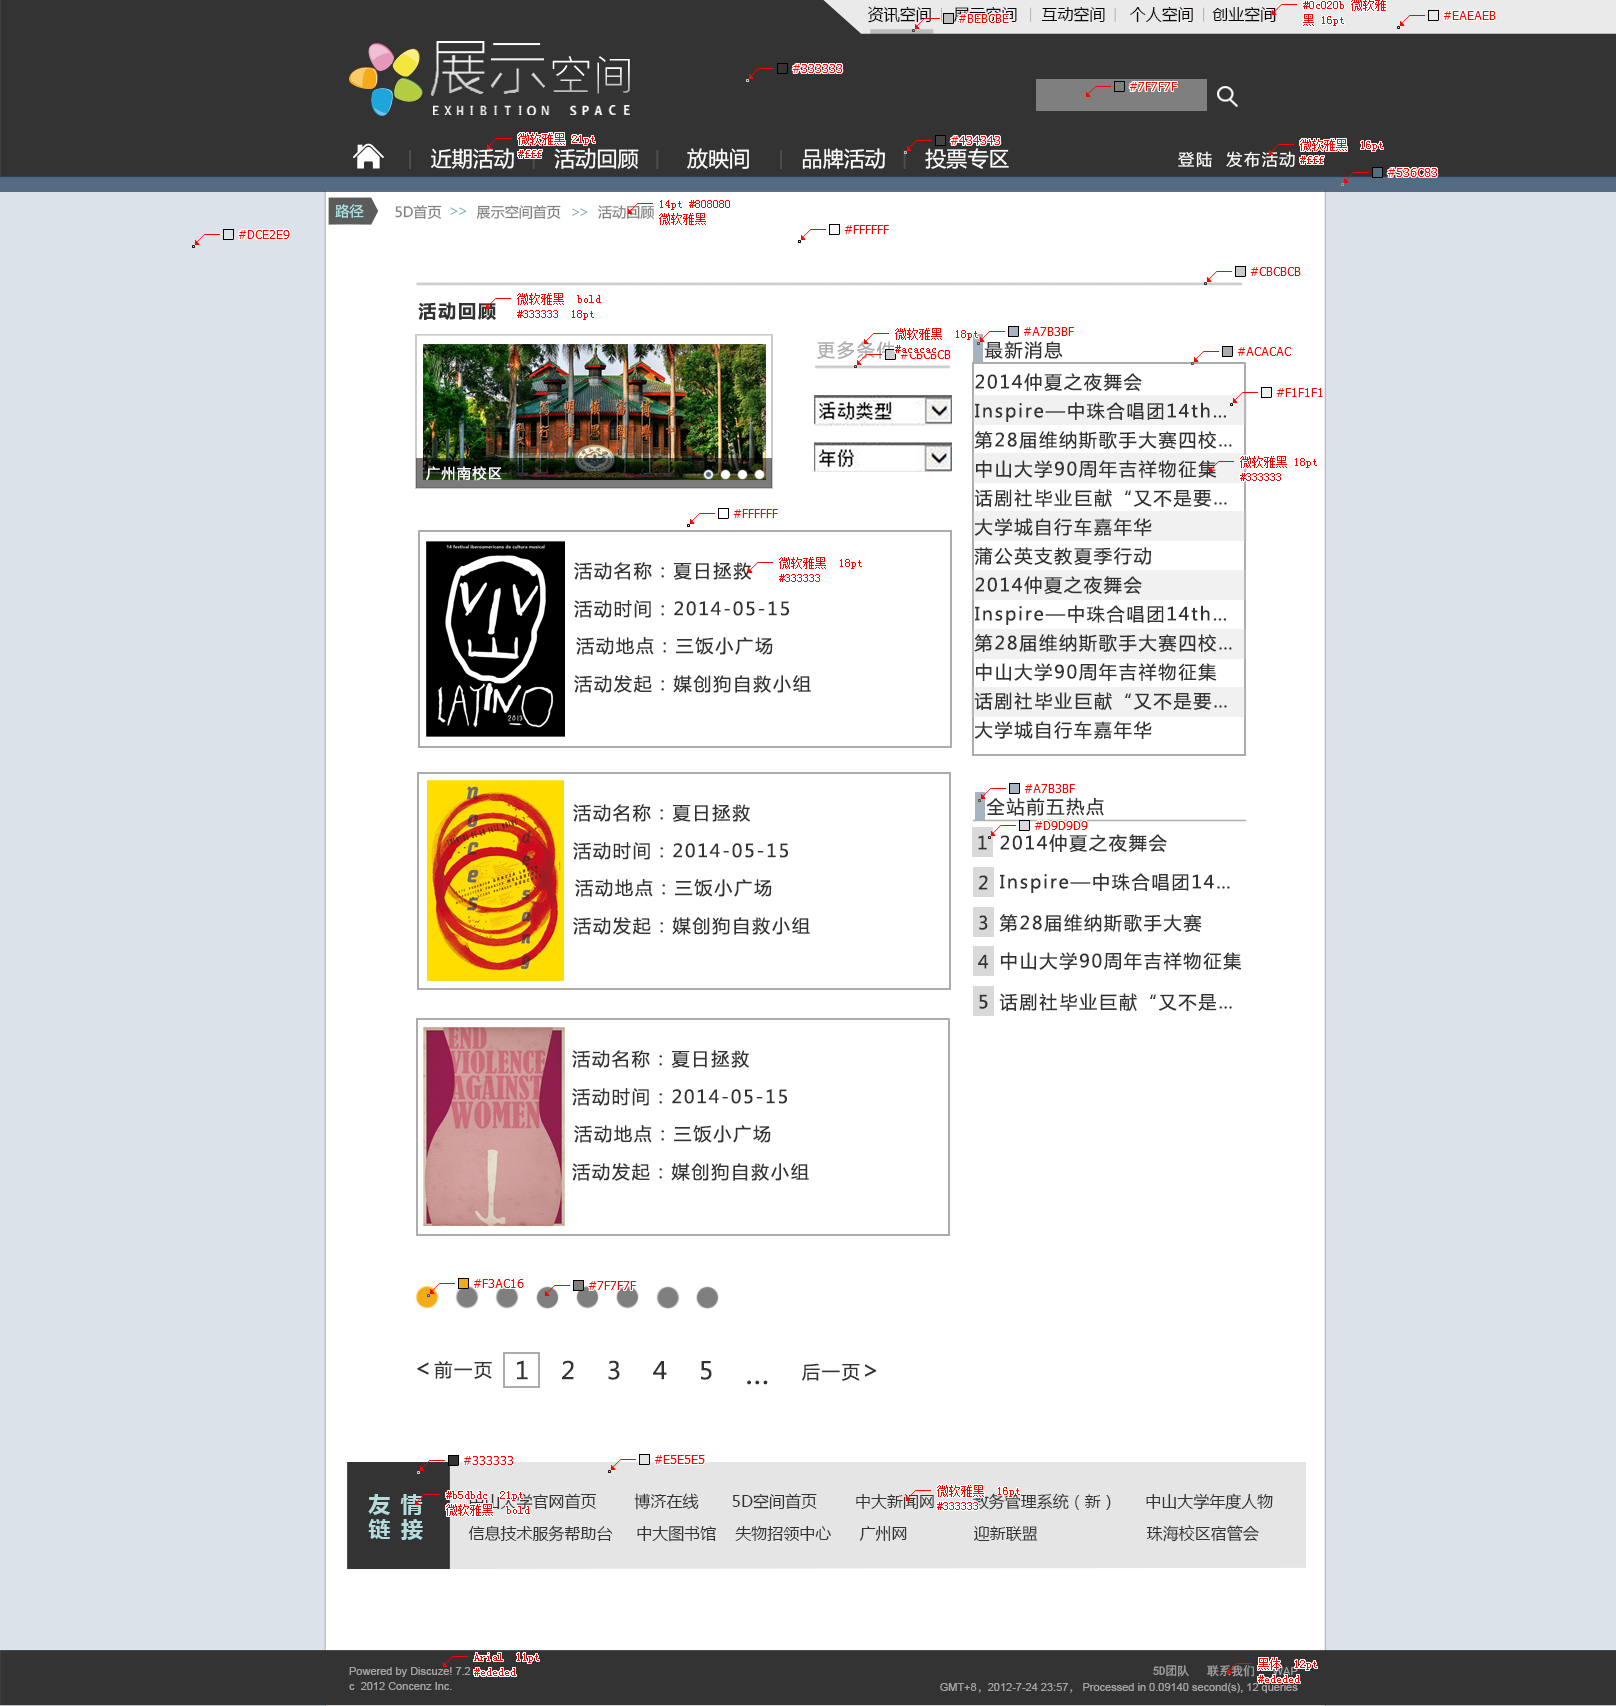 资讯空间 展示空间 互动空间 个人空间 创业空间
#0c020b 微软雅黑 16pt
#BEBCBE
#EAEAEB
展示空间
EXHIBITION SPACE
#333333
#7F7F7F
近期活动 活动回顾 放映间 品牌活动 投票专区
微软雅黑 21pt
#fff
#434343
登陆 发布活动
微软雅黑 16pt
#fff
#536C83
路径 5D首页 >> 展示空间首页 >> 活动回顾
14pt #808080
微软雅黑
#DCE2E9
#FFFFFF
#CBCBCB
活动回顾
微软雅黑 bold
#333333 18pt
广州南校区
更多条件
微软雅黑 18pt
#acacac
#CBCBCB
活动类型
年份
#A7B3BF
最新消息
#ACACAC
#F1F1F1
2014仲夏之夜舞会
Inspire—中珠合唱团14th...
第28届维纳斯歌手大赛四校...
中山大学90周年吉祥物征集
话剧社毕业巨献“又不是要...
大学城自行车嘉年华
蒲公英支教夏季行动
2014仲夏之夜舞会
Inspire—中珠合唱团14th...
第28届维纳斯歌手大赛四校...
中山大学90周年吉祥物征集
话剧社毕业巨献“又不是要...
大学城自行车嘉年华
微软雅黑 18pt
#333333
#FFFFFF
14 festival iberoamericano de cultura musical
VIV
LATINO
2013
活动名称：夏日拯救
微软雅黑 18pt
#333333
活动时间：2014-05-15
活动地点：三饭小广场
活动发起：媒创狗自救小组
noces
desang
活动名称：夏日拯救
活动时间：2014-05-15
活动地点：三饭小广场
活动发起：媒创狗自救小组
END
VIOLENCE
AGAINST
WOMEN
活动名称：夏日拯救
活动时间：2014-05-15
活动地点：三饭小广场
活动发起：媒创狗自救小组
#A7B3BF
全站前五热点
#D9D9D9
1 2014仲夏之夜舞会
2 Inspire—中珠合唱团14...
3 第28届维纳斯歌手大赛
4 中山大学90周年吉祥物征集
5 话剧社毕业巨献“又不是...
#F3AC16
#7F7F7F
<前一页 1 2 3 4 5 ... 后一页>
#333333
#E5E5E5
友情
链接
#b5dbdc 21pt
微软雅黑 bold
中山大学官网首页 博济在线 5D空间首页 中大新闻网 教务管理系统（新） 中山大学年度人物
微软雅黑 16pt
#333333
信息技术服务帮助台 中大图书馆 失物招领中心 广州网 迎新联盟 珠海校区宿管会
Powered by Discuze! 7.2
c 2012 Concenz Inc.
Arial 11pt
#ededed
5D团队 联系我们 WAP
黑体 12pt
#ededed
GMT+8, 2012-7-24 23:57, Processed in 0.09140 second(s), 12 queries